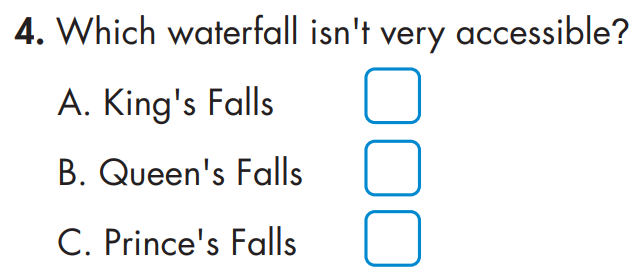 4. Which waterfall isn't very accessible?
A. King's Falls
B. Queen's Falls
C. Prince's Falls